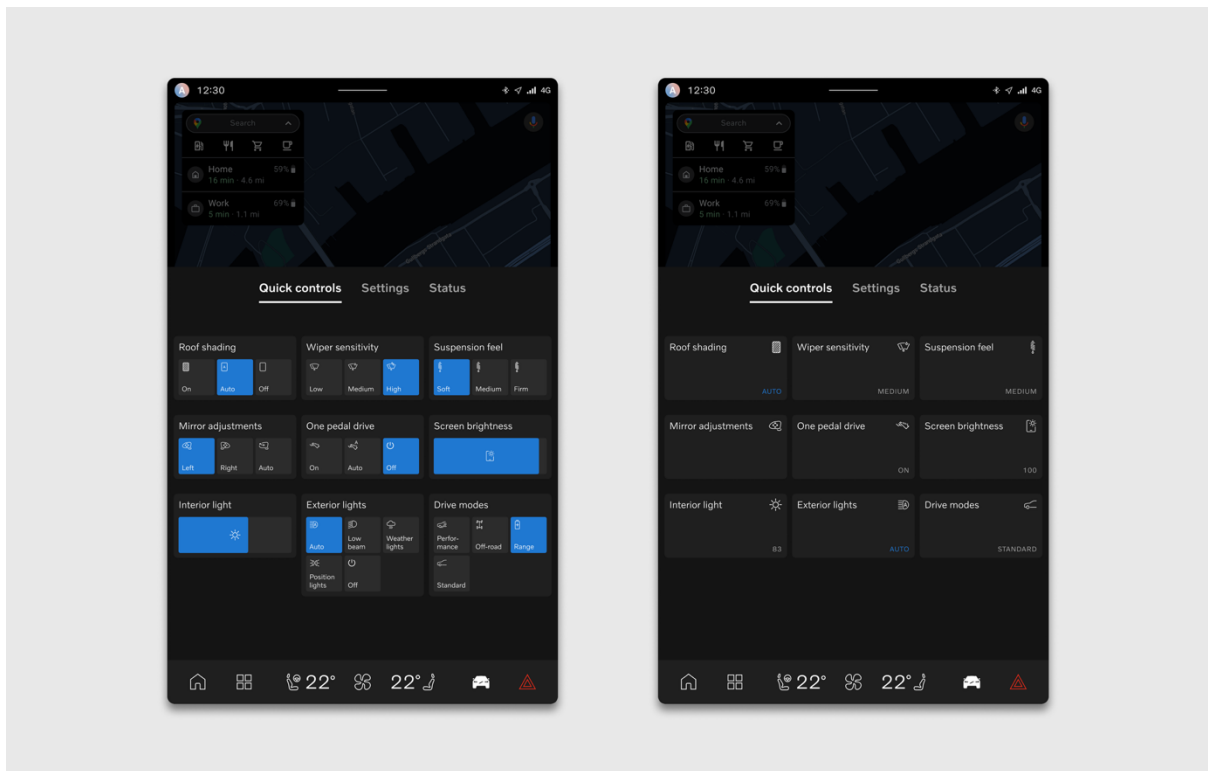 A 12:30 4G
Search
Home 59%
16 min · 4.6 mi
Work 69%
5 min · 1.1 mi
Quick controls Settings Status
Roof shading Wiper sensitivity Suspension feel
On Auto Off Low Medium High Soft Medium Firm
Mirror adjustments One pedal drive Screen brightness
Left Right Auto On Auto Off
Interior light Exterior lights Drive modes
Auto Low beam Weather lights Perfor-mance Off-road Range
Position lights Off Standard
22° 22°
A 12:30 4G
Search
Home 59%
16 min · 4.6 mi
Work 69%
5 min · 1.1 mi
Quick controls Settings Status
Roof shading Wiper sensitivity Suspension feel
AUTO MEDIUM MEDIUM
Mirror adjustments One pedal drive Screen brightness
ON 100
Interior light Exterior lights Drive modes
83 AUTO STANDARD
22° 22°